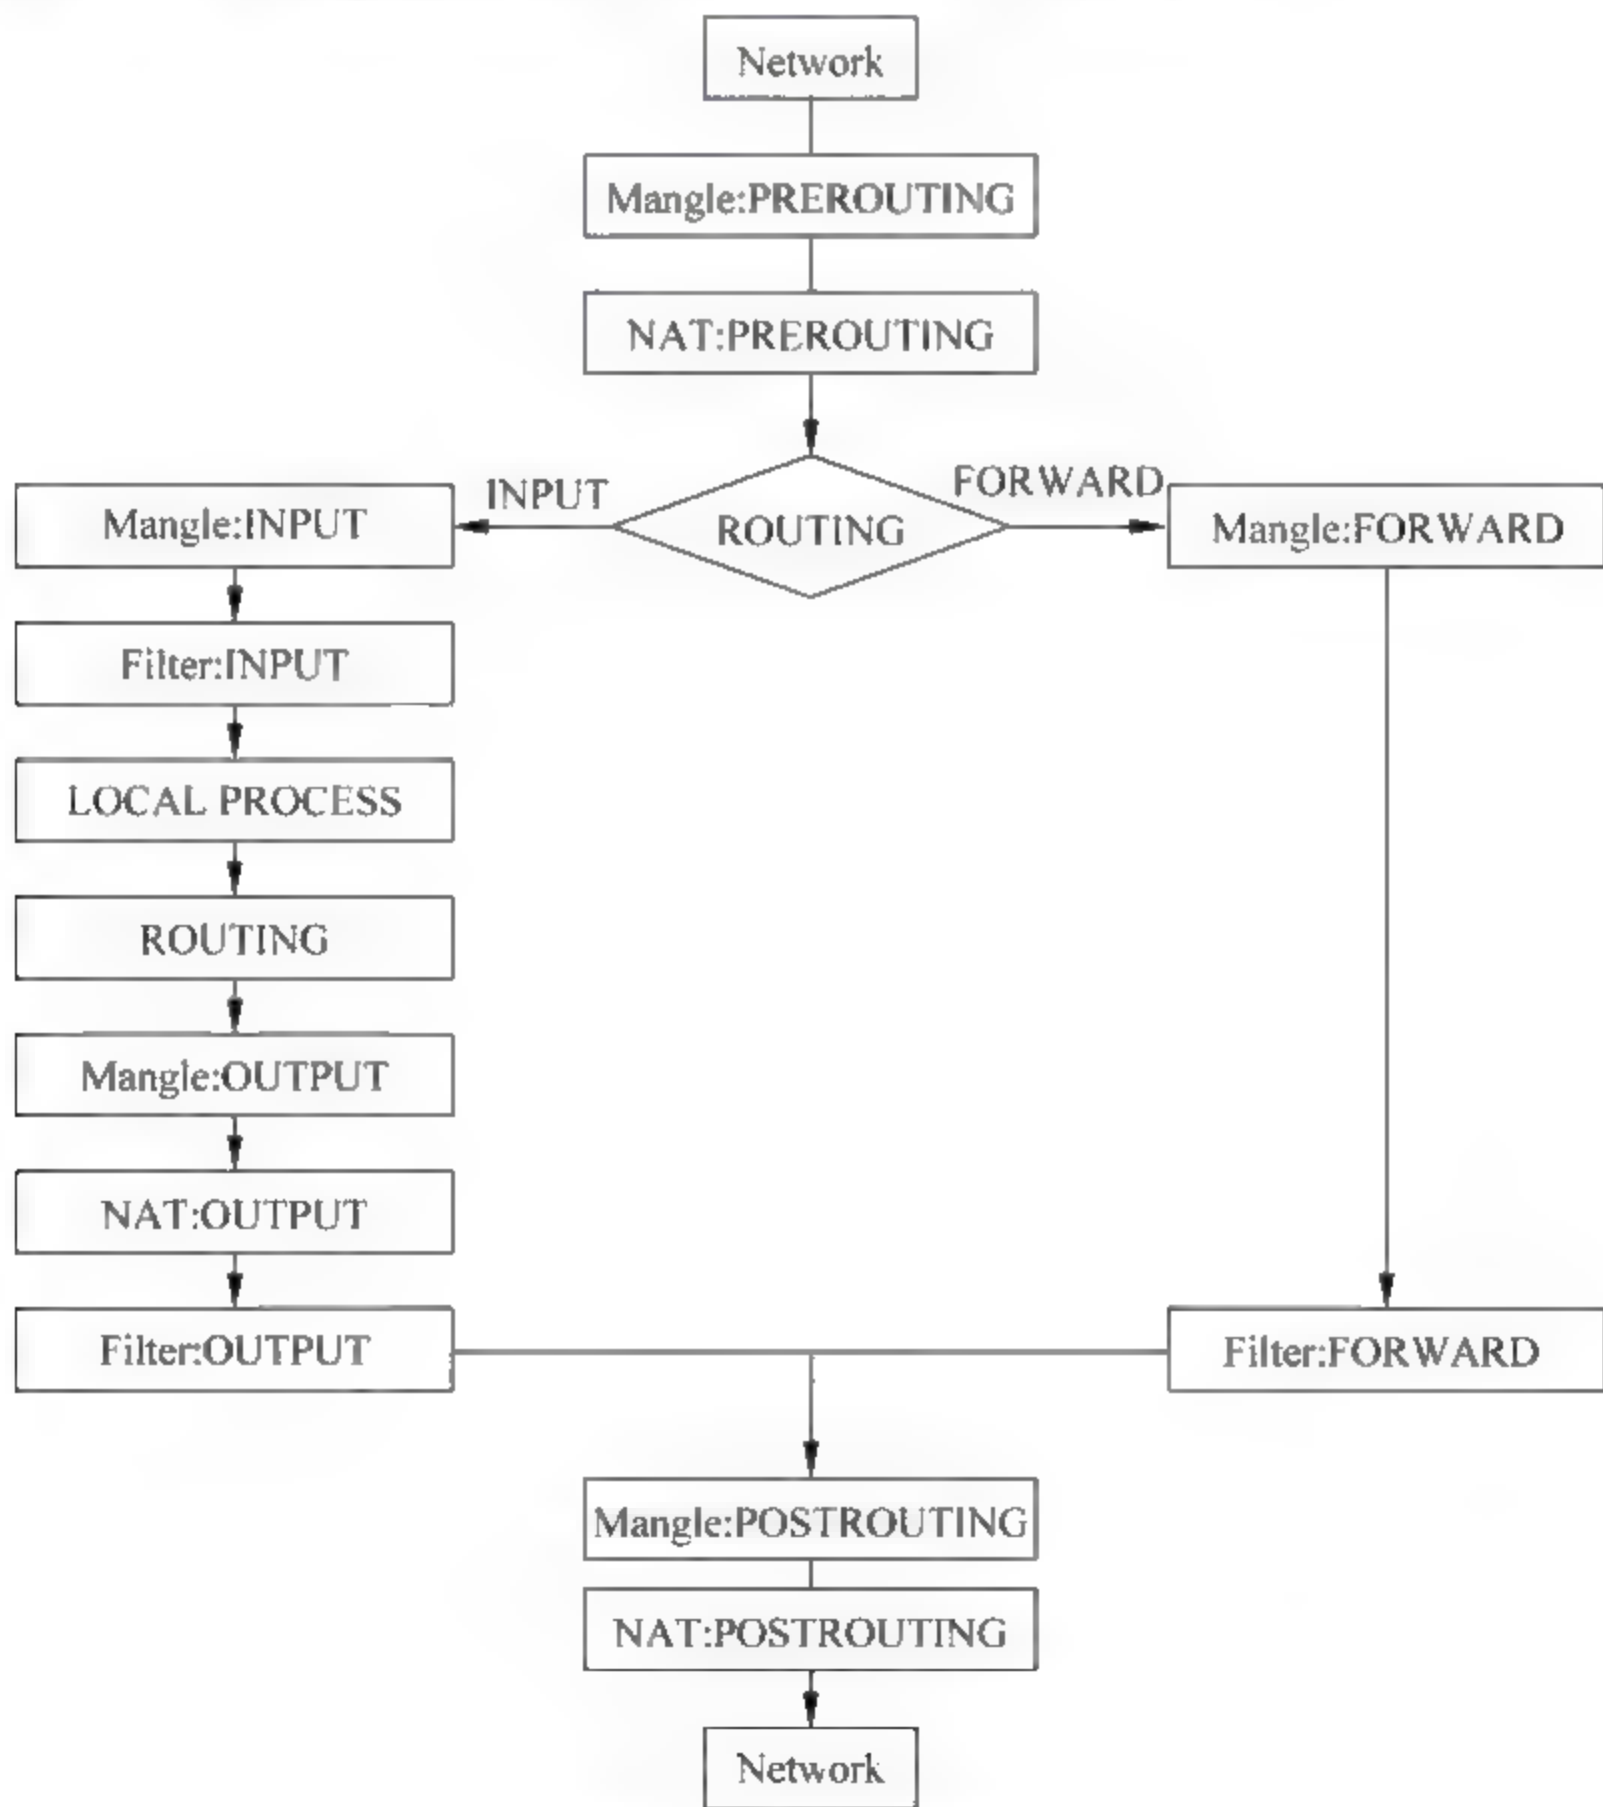 Network
Mangle:PREROUTING
NAT:PREROUTING
INPUT
FORWARD
Mangle:INPUT
ROUTING
Mangle:FORWARD
Filter:INPUT
LOCAL PROCESS
ROUTING
Mangle:OUTPUT
NAT:OUTPUT
Filter:OUTPUT
Filter:FORWARD
Mangle:POSTROUTING
NAT:POSTROUTING
Network